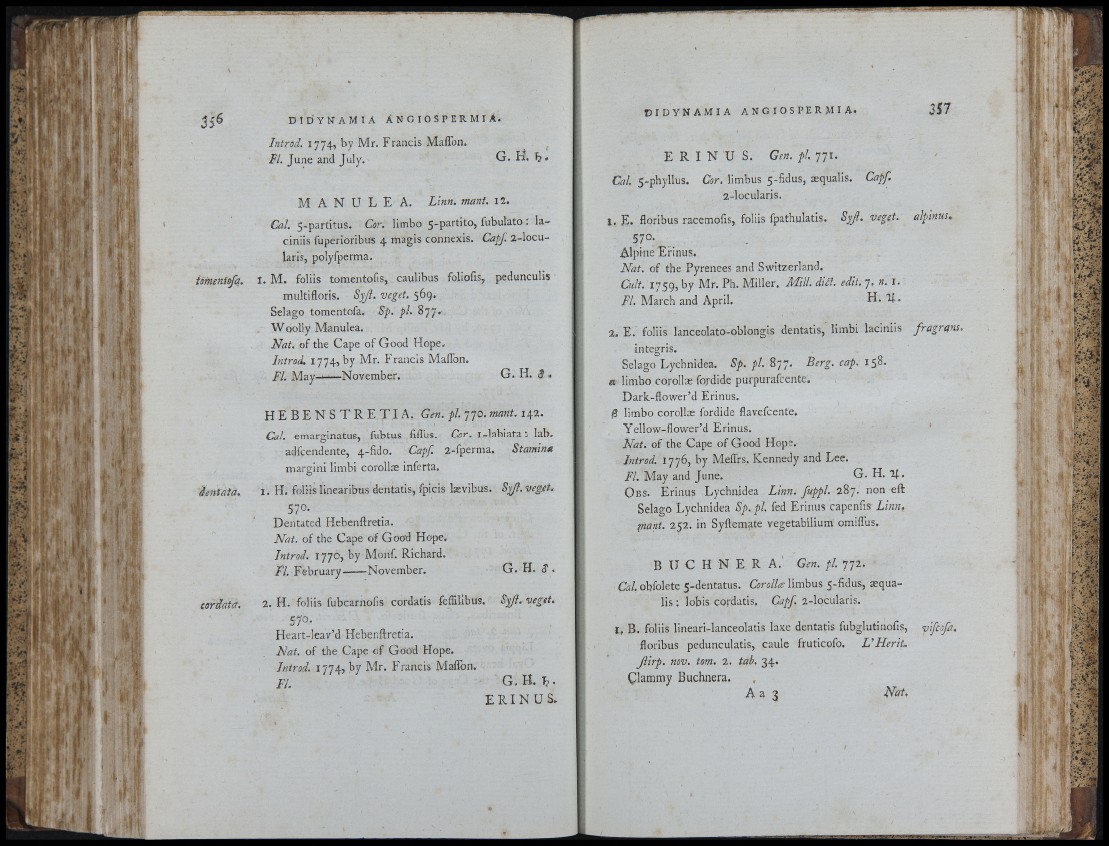 356 DIDYNAMIA ANGIOSPERMIA.
Introd. 1774, by Mr. Francis Maſſon.
Fl. June and July. G. H. ♄.
MANULEA. Linn. mant. 12.
Cal. 5-partitus. Cor. limbo 5-partito, ſubulato: la-
ciniis ſuperioribus 4 magis connexis. Capſ. 2-locu-
laris, polyſperma.
tomentoſa. 1. M. foliis tomentoſis, caulibus folioſis, pedunculis
multifloris. Syſt. veget. 569.
Selago tomentoſa. Sp. pl. 877.
Woolly Manulea.
Nat. of the Cape of Good Hope.
Introd. 1774, by Mr. Francis Maſſon.
Fl. May——November. G. H. ♂.
HEBENSTRETIA. Gen. pl. 770. mant. 142.
Cal. emarginatus, ſubtus fiſſus. Cor. 1-labiata: lab.
adſcendente, 4-fido. Capſ. 2-ſperma. Stamina
margini limbi corollæ inſerta.
dentata. 1. H. foliis linearibus dentatis, ſpicis lævibus. Syſt. veget.
570.
Dentated Hebenſtretia.
Nat. of the Cape of Good Hope.
Introd. 1770, by Monſ. Richard.
Fl. February——November. G. H. ♂.
cordata. 2. H. foliis ſubcarnoſis cordatis ſeſſilibus. Syſt. veget.
570.
Heart-leav'd Hebenſtretia.
Nat. of the Cape of Good Hope.
Introd. 1774, by Mr. Francis Maſſon.
Fl. G. H. ♄.
ERINUS.
DIDYNAMIA ANGIOSPERMIA. 357
ERINUS. Gen. pl. 771.
Cal. 5-phyllus. Cor. limbus 5-fidus, æqualis. Capſ.
2-locularis.
1. E. floribus racemoſis, foliis ſpathulatis. Syſt. veget. alpinus.
570.
Alpine Erinus.
Nat. of the Pyrenees and Switzerland.
Cult. 1759, by Mr. Ph. Miller. Mill. dict. edit. 7. n. 1.
Fl. March and April. H. ♃.
2. E. foliis lanceolato-oblongis dentatis, limbi laciniis fragrans.
integris.
Selago Lychnidea. Sp. pl. 877. Berg. cap. 158.
α limbo corollæ ſordide purpuraſcente.
Dark-flower'd Erinus.
β limbo corollæ ſordide flaveſcente.
Yellow-flower'd Erinus.
Nat. of the Cape of Good Hope.
Introd. 1776, by Meſſrs. Kennedy and Lee.
Fl. May and June. G. H. ♃.
OBS. Erinus Lychnidea Linn. ſuppl. 287. non eſt
Selago Lychnidea Sp. pl. ſed Erinus capenſis Linn.
mant. 252. in Syſtemate vegetabilium omiſſus.
BUCHNERA. Gen. pl. 772.
Cal. obſolete 5-dentatus. Corollæ limbus 5-fidus, æqua-
lis: lobis cordatis. Capſ. 2-locularis.
1. B. foliis lineari-lanceolatis laxe dentatis ſubglutinoſis, viſcoſa.
floribus pedunculatis, caule fruticoſo. L'Herit.
ſtirp. nov. tom. 2. tab. 34.
Clammy Buchnera.
A a 3 Nat.